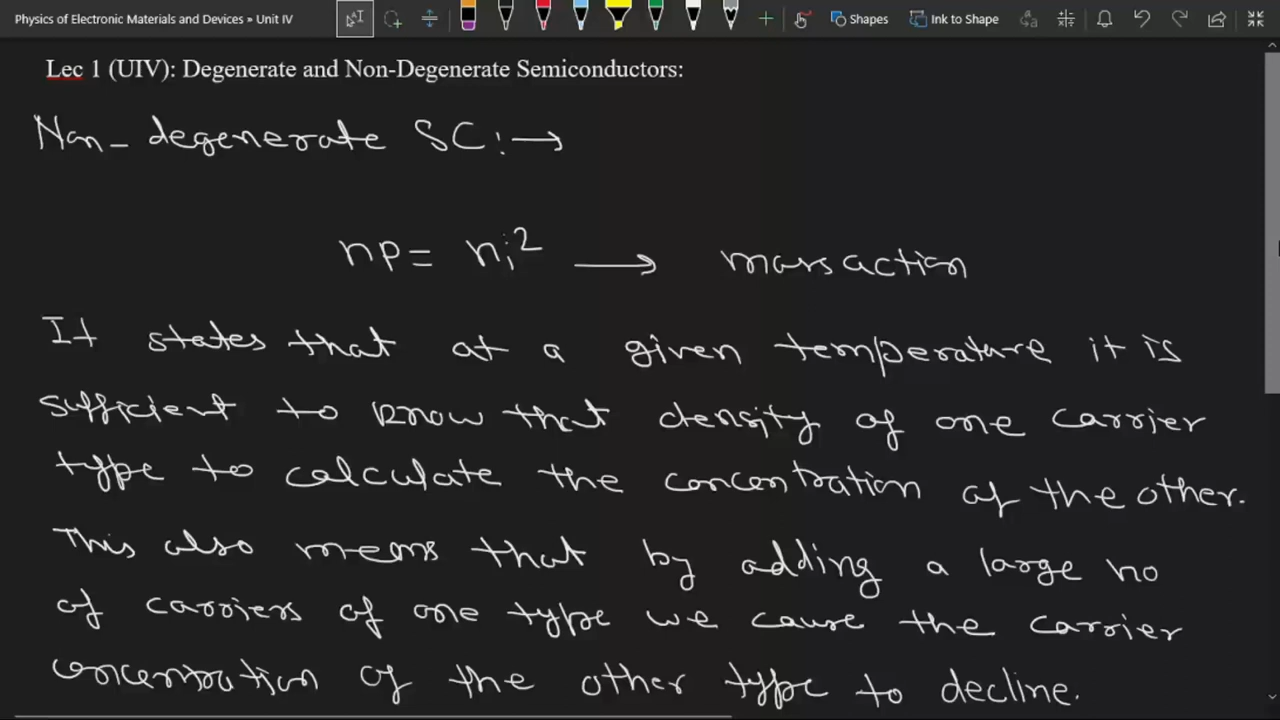 Physics of Electronic Materials and Devices » Unit IV
Shapes
Ink to Shape
Lec 1 (UIV): Degenerate and Non-Degenerate Semiconductors:
Non-degenerate SC:→
np = ni² → mass action
It states that at a given temperature it is
sufficient to know that density of one carrier
type to calculate the concentration of the other.
This also means that by adding a large no
of carriers of one type we cause the carrier
concentration of the other type to decline.